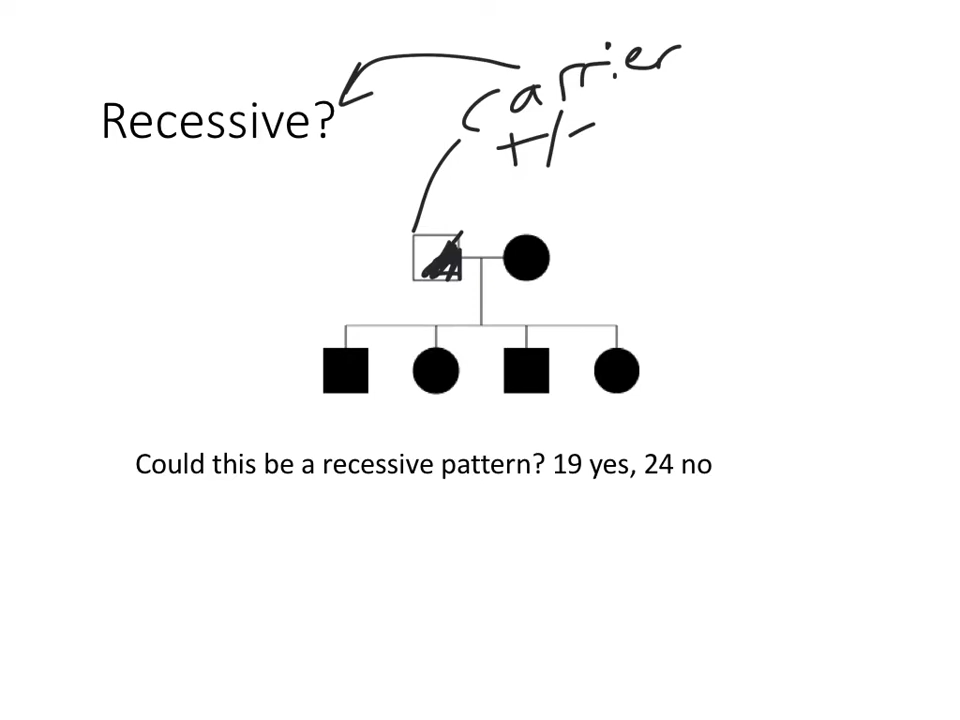 carrier
Recessive?
+/-
Could this be a recessive pattern? 19 yes, 24 no